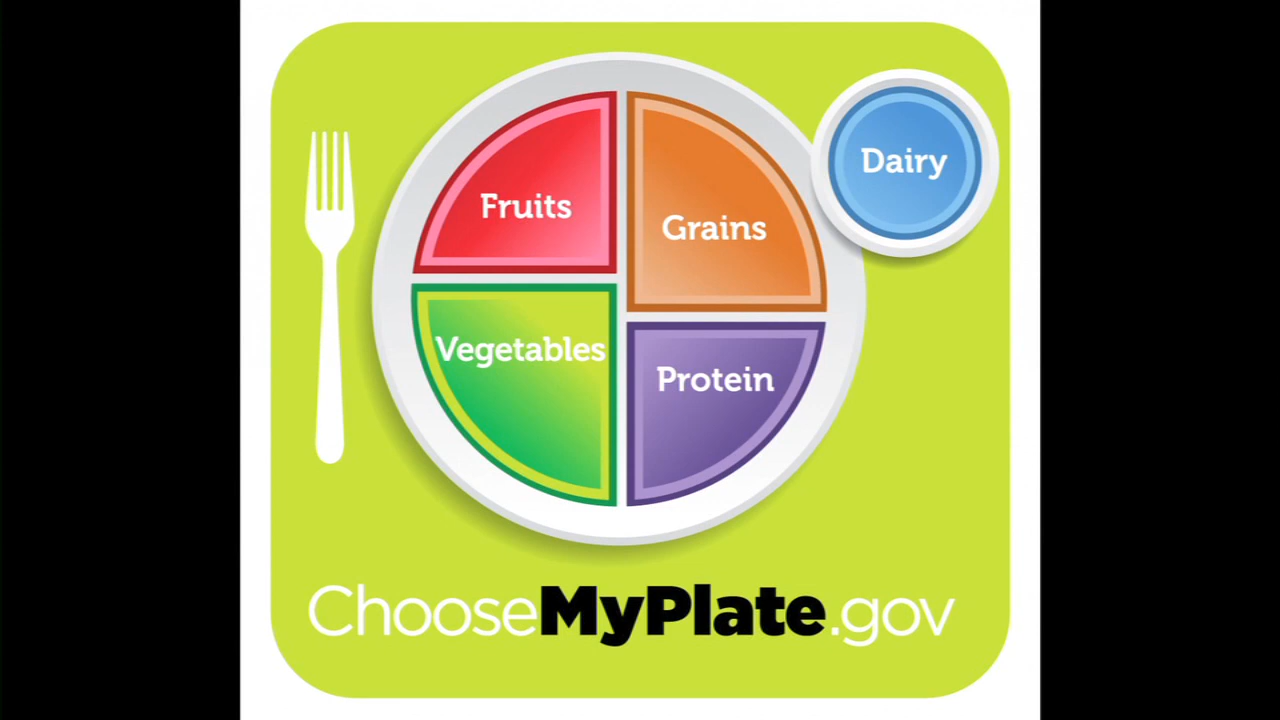 Fruits
Grains
Dairy
Vegetables
Protein
ChooseMyPlate.gov